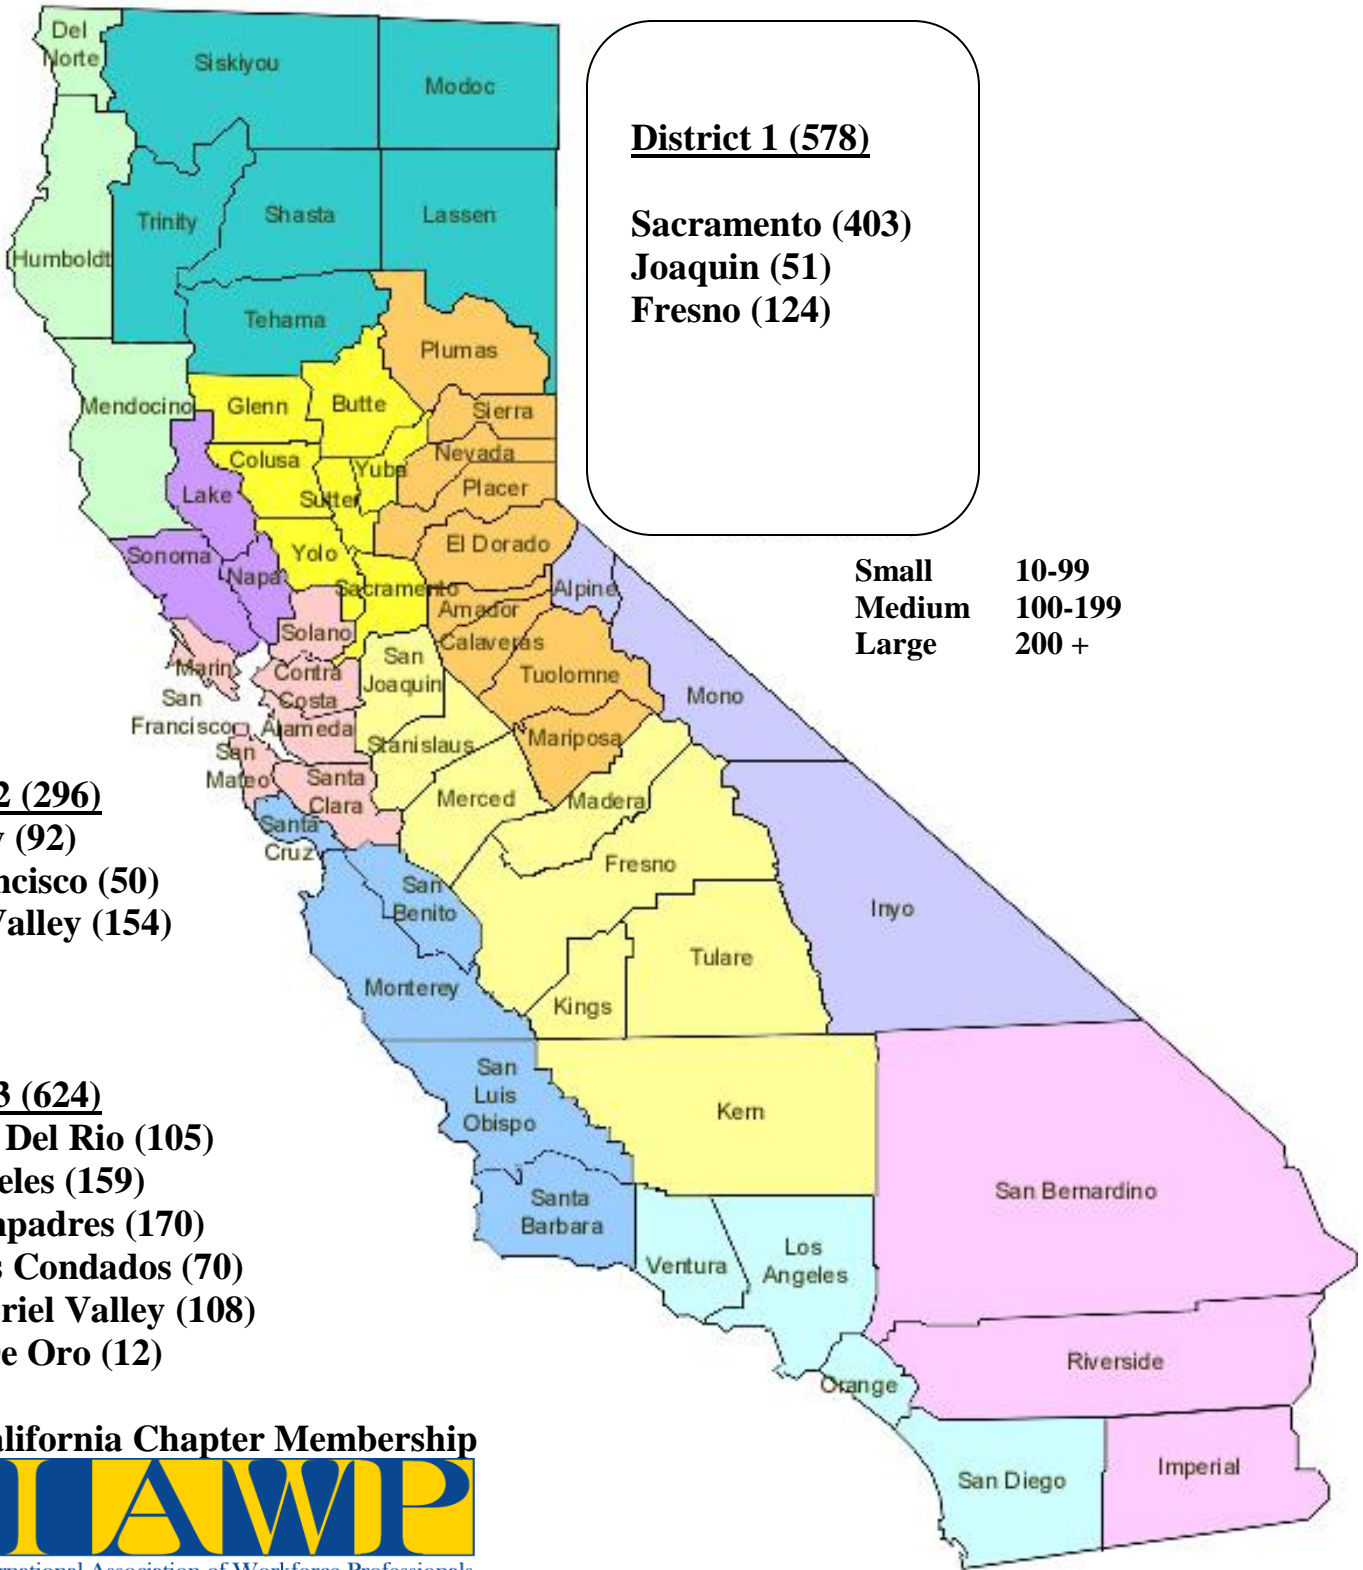 Del
Norte
Siskiyou
Modoc
District 1 (578)
Sacramento (403)
Joaquin (51)
Fresno (124)
Trinity
Shasta
Lassen
Humboldt
Tehama
Plumas
Mendocino
Glenn
Butte
Sierra
Colusa
Yuba
Nevada
Lake
Sutter
Placer
Sonoma
Napa
Yolo
El Dorado
Sacramento
Alpine
Amador
Small 10-99
Medium 100-199
Large 200 +
Solano
Calaveras
Marin
Contra
Costa
San
Joaquin
Tuolomne
Mono
San
Francisco
Alameda
Stanislaus
Mariposa
San
Mateo
Santa
Clara
Merced
Madera
2 (296)
(92)
ncisco (50)
Valley (154)
Santa
Cruz
Fresno
San
Benito
Inyo
Tulare
Monterey
Kings
3 (624)
Del Rio (105)
eles (159)
npadres (170)
s Condados (70)
riel Valley (108)
e Oro (12)
San
Luis
Obispo
Kern
Santa
Barbara
San Bernardino
Ventura
Los
Angeles
Riverside
Orange
San Diego
Imperial
alifornia Chapter Membership
IAWP
rnational Association of Workforce Professionals